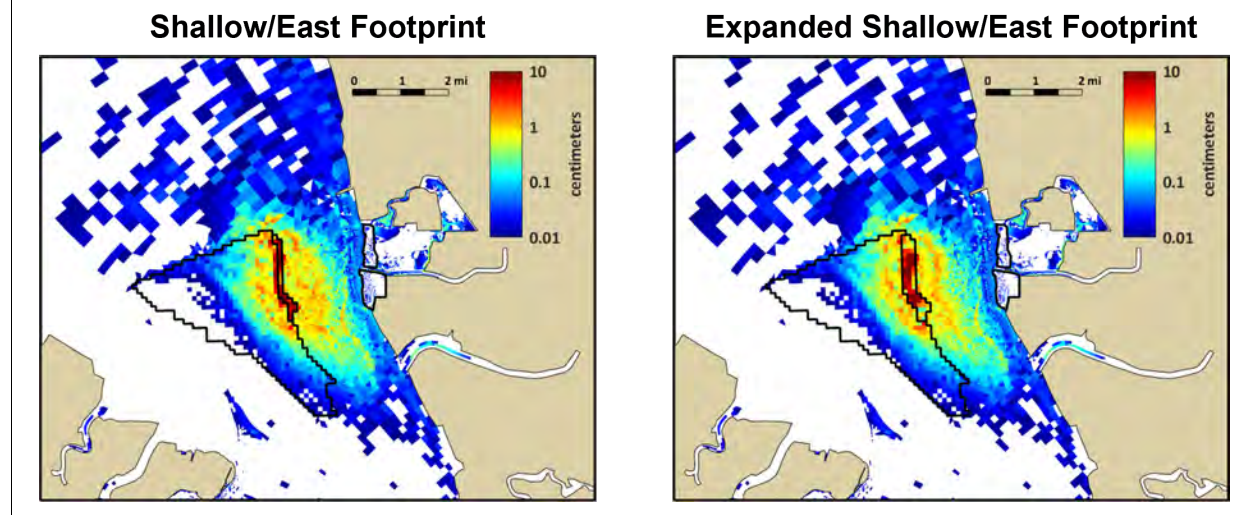 Shallow/East Footprint
Expanded Shallow/East Footprint
0 1 2 mi
10
1
0.1
0.01
centimeters
0 1 2 mi
10
1
0.1
0.01
centimeters